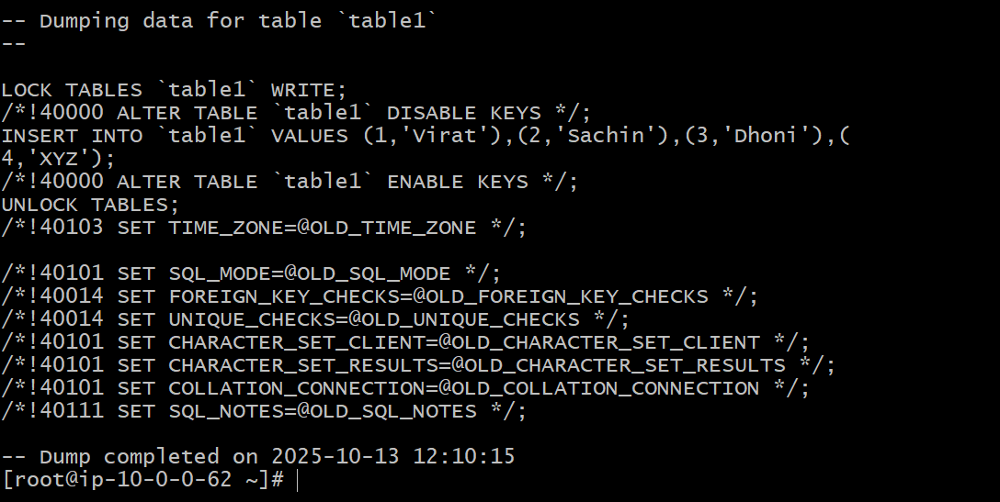 -- Dumping data for table `table1`
--
LOCK TABLES `table1` WRITE;
/*!40000 ALTER TABLE `table1` DISABLE KEYS */;
INSERT INTO `table1` VALUES (1,'Virat'),(2,'Sachin'),(3,'Dhoni'),(
4,'XYZ');
/*!40000 ALTER TABLE `table1` ENABLE KEYS */;
UNLOCK TABLES;
/*!40103 SET TIME_ZONE=@OLD_TIME_ZONE */;
/*!40101 SET SQL_MODE=@OLD_SQL_MODE */;
/*!40014 SET FOREIGN_KEY_CHECKS=@OLD_FOREIGN_KEY_CHECKS */;
/*!40014 SET UNIQUE_CHECKS=@OLD_UNIQUE_CHECKS */;
/*!40101 SET CHARACTER_SET_CLIENT=@OLD_CHARACTER_SET_CLIENT */;
/*!40101 SET CHARACTER_SET_RESULTS=@OLD_CHARACTER_SET_RESULTS */;
/*!40101 SET COLLATION_CONNECTION=@OLD_COLLATION_CONNECTION */;
/*!40111 SET SQL_NOTES=@OLD_SQL_NOTES */;
-- Dump completed on 2025-10-13 12:10:15
[root@ip-10-0-0-62 ~]#